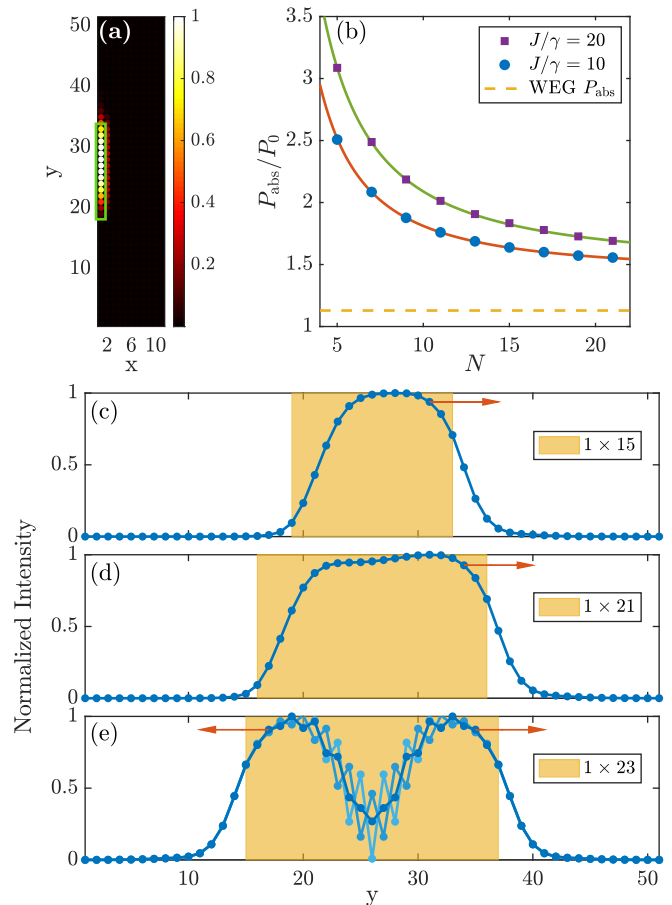 (a)
50
40
30
20
10
y
2 6 10
x
1
0.8
0.6
0.4
0.2
(b)
3.5
3
2.5
2
1.5
1
P_abs/P_0
5 10 15 20
N
J/γ = 20
J/γ = 10
WEG P_abs
Normalized Intensity
(c)
1
0.5
0
1 × 15
(d)
1
0.5
0
1 × 21
(e)
1
0.5
0
1 × 23
10 20 30 40 50
y